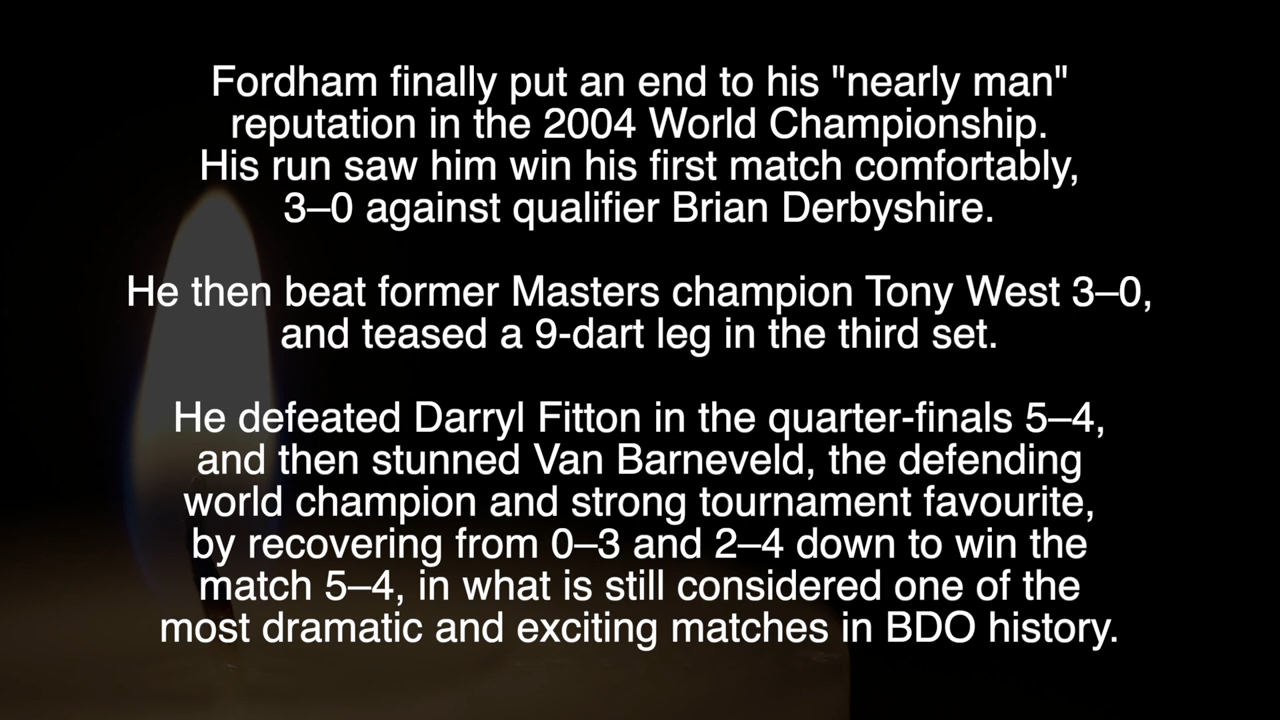 Fordham finally put an end to his "nearly man"
reputation in the 2004 World Championship.
His run saw him win his first match comfortably,
3–0 against qualifier Brian Derbyshire.
He then beat former Masters champion Tony West 3–0,
and teased a 9-dart leg in the third set.
He defeated Darryl Fitton in the quarter-finals 5–4,
and then stunned Van Barneveld, the defending
world champion and strong tournament favourite,
by recovering from 0–3 and 2–4 down to win the
match 5–4, in what is still considered one of the
most dramatic and exciting matches in BDO history.